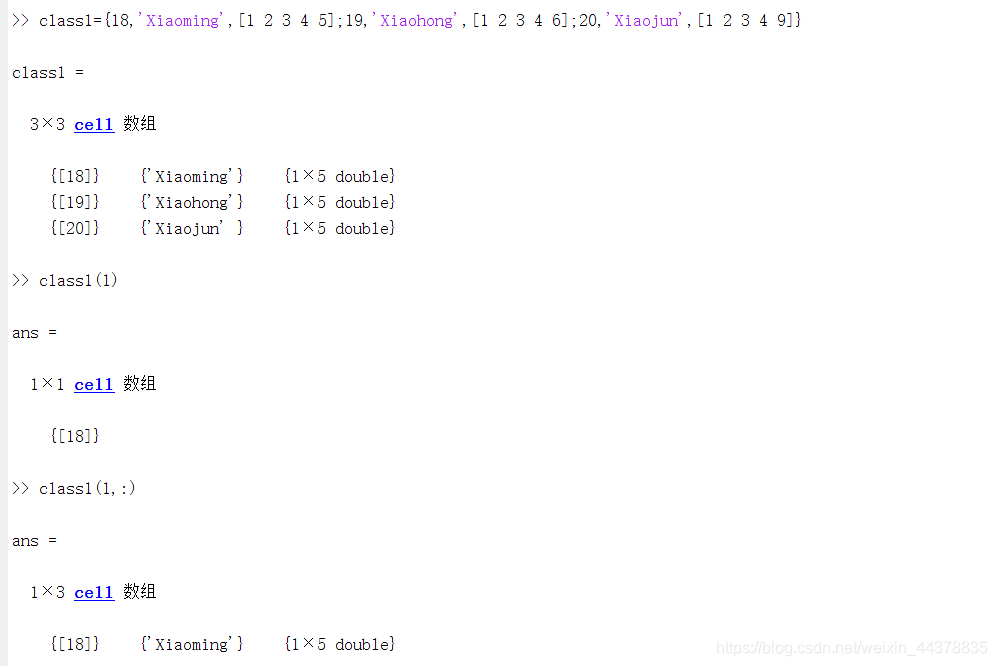 >> class1={18,'Xiaoming',[1 2 3 4 5];19,'Xiaohong',[1 2 3 4 6];20,'Xiaojun',[1 2 3 4 9]}
class1 =
3×3 cell 数组
{[18]} {'Xiaoming'} {1×5 double}
{[19]} {'Xiaohong'} {1×5 double}
{[20]} {'Xiaojun' } {1×5 double}
>> class1(1)
ans =
1×1 cell 数组
{[18]}
>> class1(1,:)
ans =
1×3 cell 数组
{[18]} {'Xiaoming'} {1×5 double}
https://blog.csdn.net/weixin_44378835